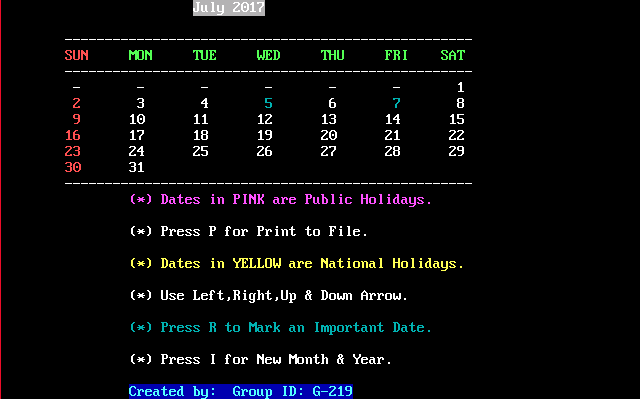 July 2017
SUN MON TUE WED THU FRI SAT
- - - - - - 1
2 3 4 5 6 7 8
9 10 11 12 13 14 15
16 17 18 19 20 21 22
23 24 25 26 27 28 29
30 31
(*) Dates in PINK are Public Holidays.
(*) Press P for Print to File.
(*) Dates in YELLOW are National Holidays.
(*) Use Left,Right,Up & Down Arrow.
(*) Press R to Mark an Important Date.
(*) Press I for New Month & Year.
Created by: Group ID: G-219